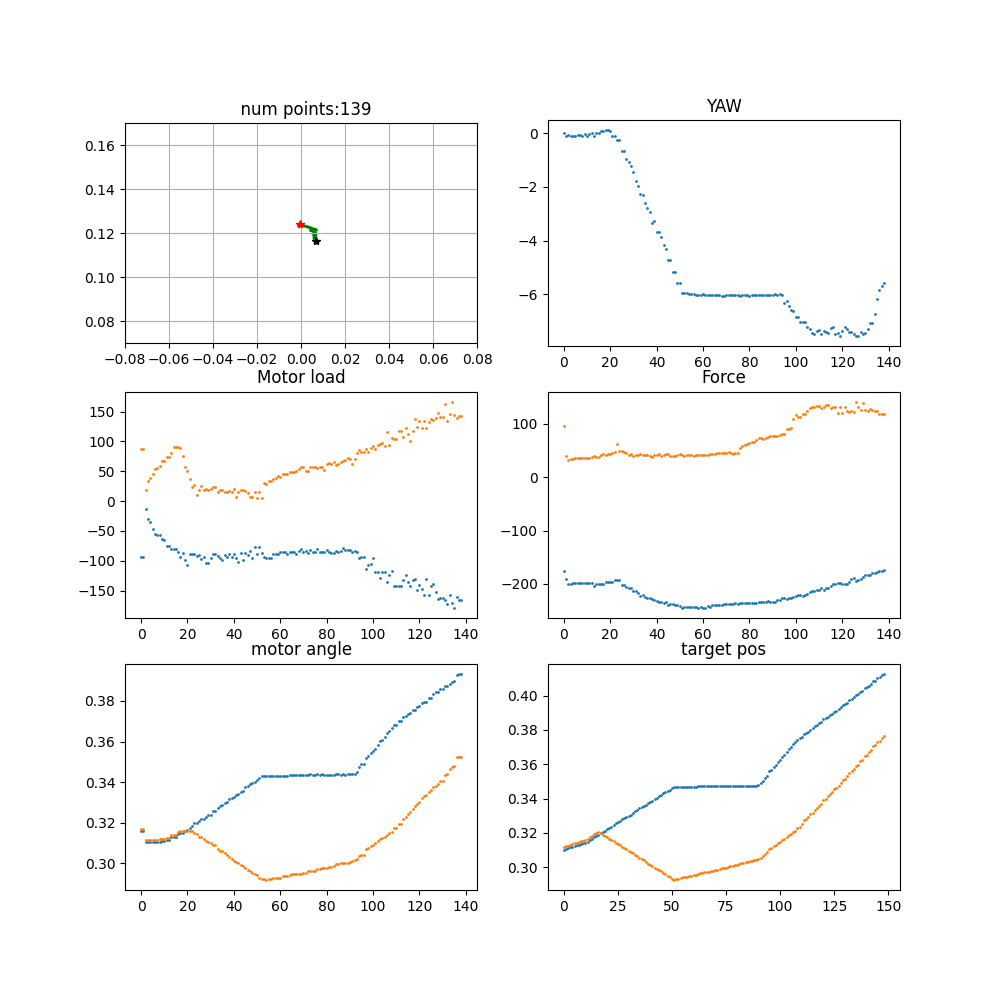 num points:139
YAW
0.16
0.14
0.12
0.10
0.08
−0.08 −0.06 −0.04 −0.02 0.00 0.02 0.04 0.06 0.08
0
−2
−4
−6
0 20 40 60 80 100 120 140
Motor load
Force
150
100
50
0
−50
−100
−150
0 20 40 60 80 100 120 140
100
0
−100
−200
0 20 40 60 80 100 120 140
motor angle
target pos
0.38
0.36
0.34
0.32
0.30
0 20 40 60 80 100 120 140
0.40
0.38
0.36
0.34
0.32
0.30
0 25 50 75 100 125 150